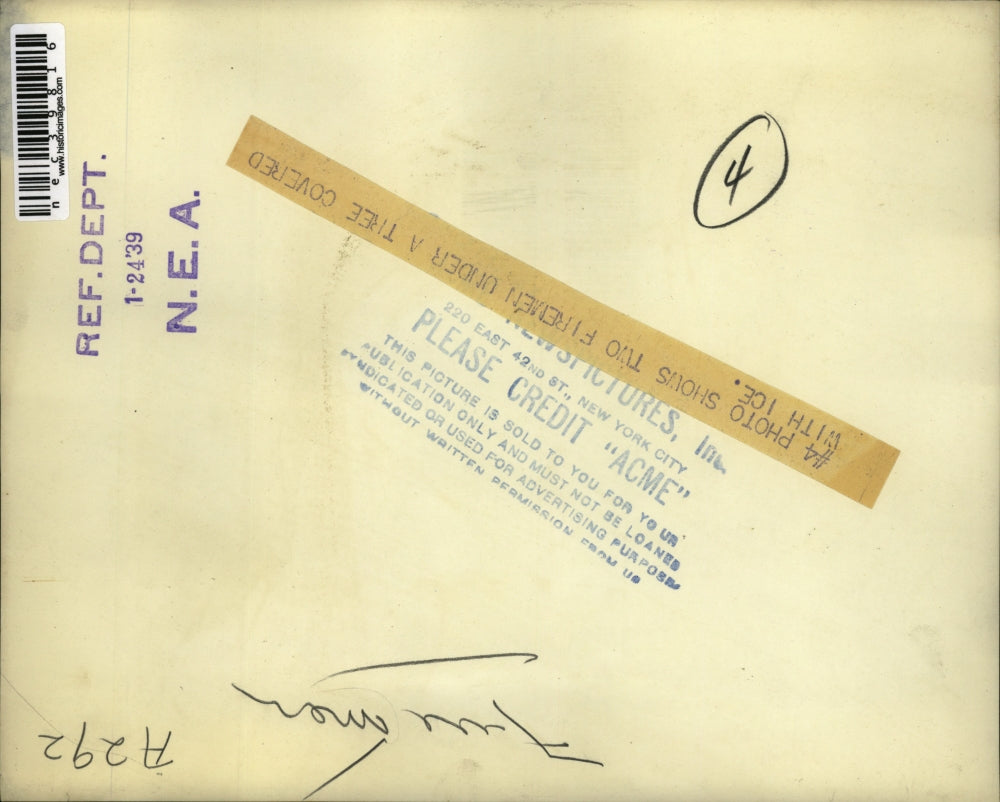 nec39816
www.historicimages.com
REF. DEPT.
1-24'39
N. E. A.
4
#4 PHOTO SHOWS TWO FIREMEN UNDER A TREE COVERED
WITH ICE.
NEWSPICTURES, Inc.
220 EAST 42ND ST., NEW YORK CITY
PLEASE CREDIT "ACME"
THIS PICTURE IS SOLD TO YOU FOR YOUR
PUBLICATION ONLY AND MUST NOT BE LOANED
SYNDICATED OR USED FOR ADVERTISING PURPOSES
WITHOUT WRITTEN PERMISSION FROM US
A292